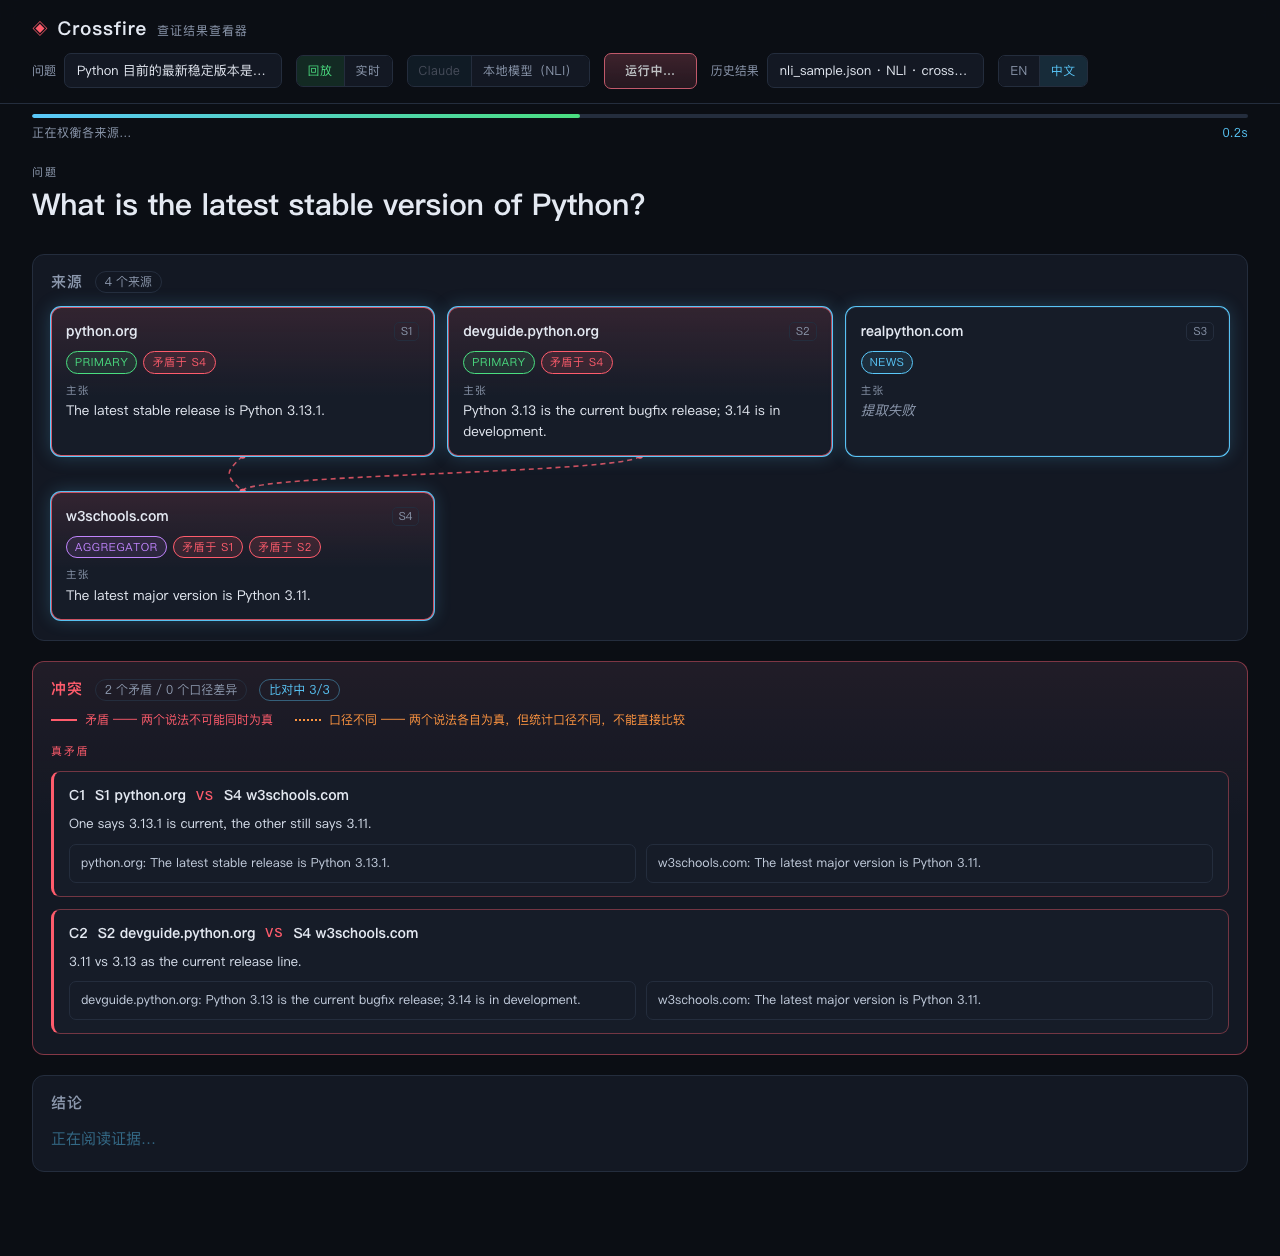 Crossfire 查证结果查看器
问题 Python 目前的最新稳定版本是... 回放 实时 Claude 本地模型（NLI） 运行中... 历史结果 nli_sample.json · NLI · cross... EN 中文
正在权衡各来源... 0.2s
问题
What is the latest stable version of Python?
来源 4 个来源
python.org S1
PRIMARY 矛盾于 S4
主张
The latest stable release is Python 3.13.1.
devguide.python.org S2
PRIMARY 矛盾于 S4
主张
Python 3.13 is the current bugfix release; 3.14 is in
development.
realpython.com S3
NEWS
主张
提取失败
w3schools.com S4
AGGREGATOR 矛盾于 S1 矛盾于 S2
主张
The latest major version is Python 3.11.
冲突 2 个矛盾 / 0 个口径差异 比对中 3/3
矛盾 —— 两个说法不可能同时为真 口径不同 —— 两个说法各自为真，但统计口径不同，不能直接比较
真矛盾
C1 S1 python.org VS S4 w3schools.com
One says 3.13.1 is current, the other still says 3.11.
python.org: The latest stable release is Python 3.13.1. w3schools.com: The latest major version is Python 3.11.
C2 S2 devguide.python.org VS S4 w3schools.com
3.11 vs 3.13 as the current release line.
devguide.python.org: Python 3.13 is the current bugfix release; 3.14 is in development. w3schools.com: The latest major version is Python 3.11.
结论
正在阅读证据...